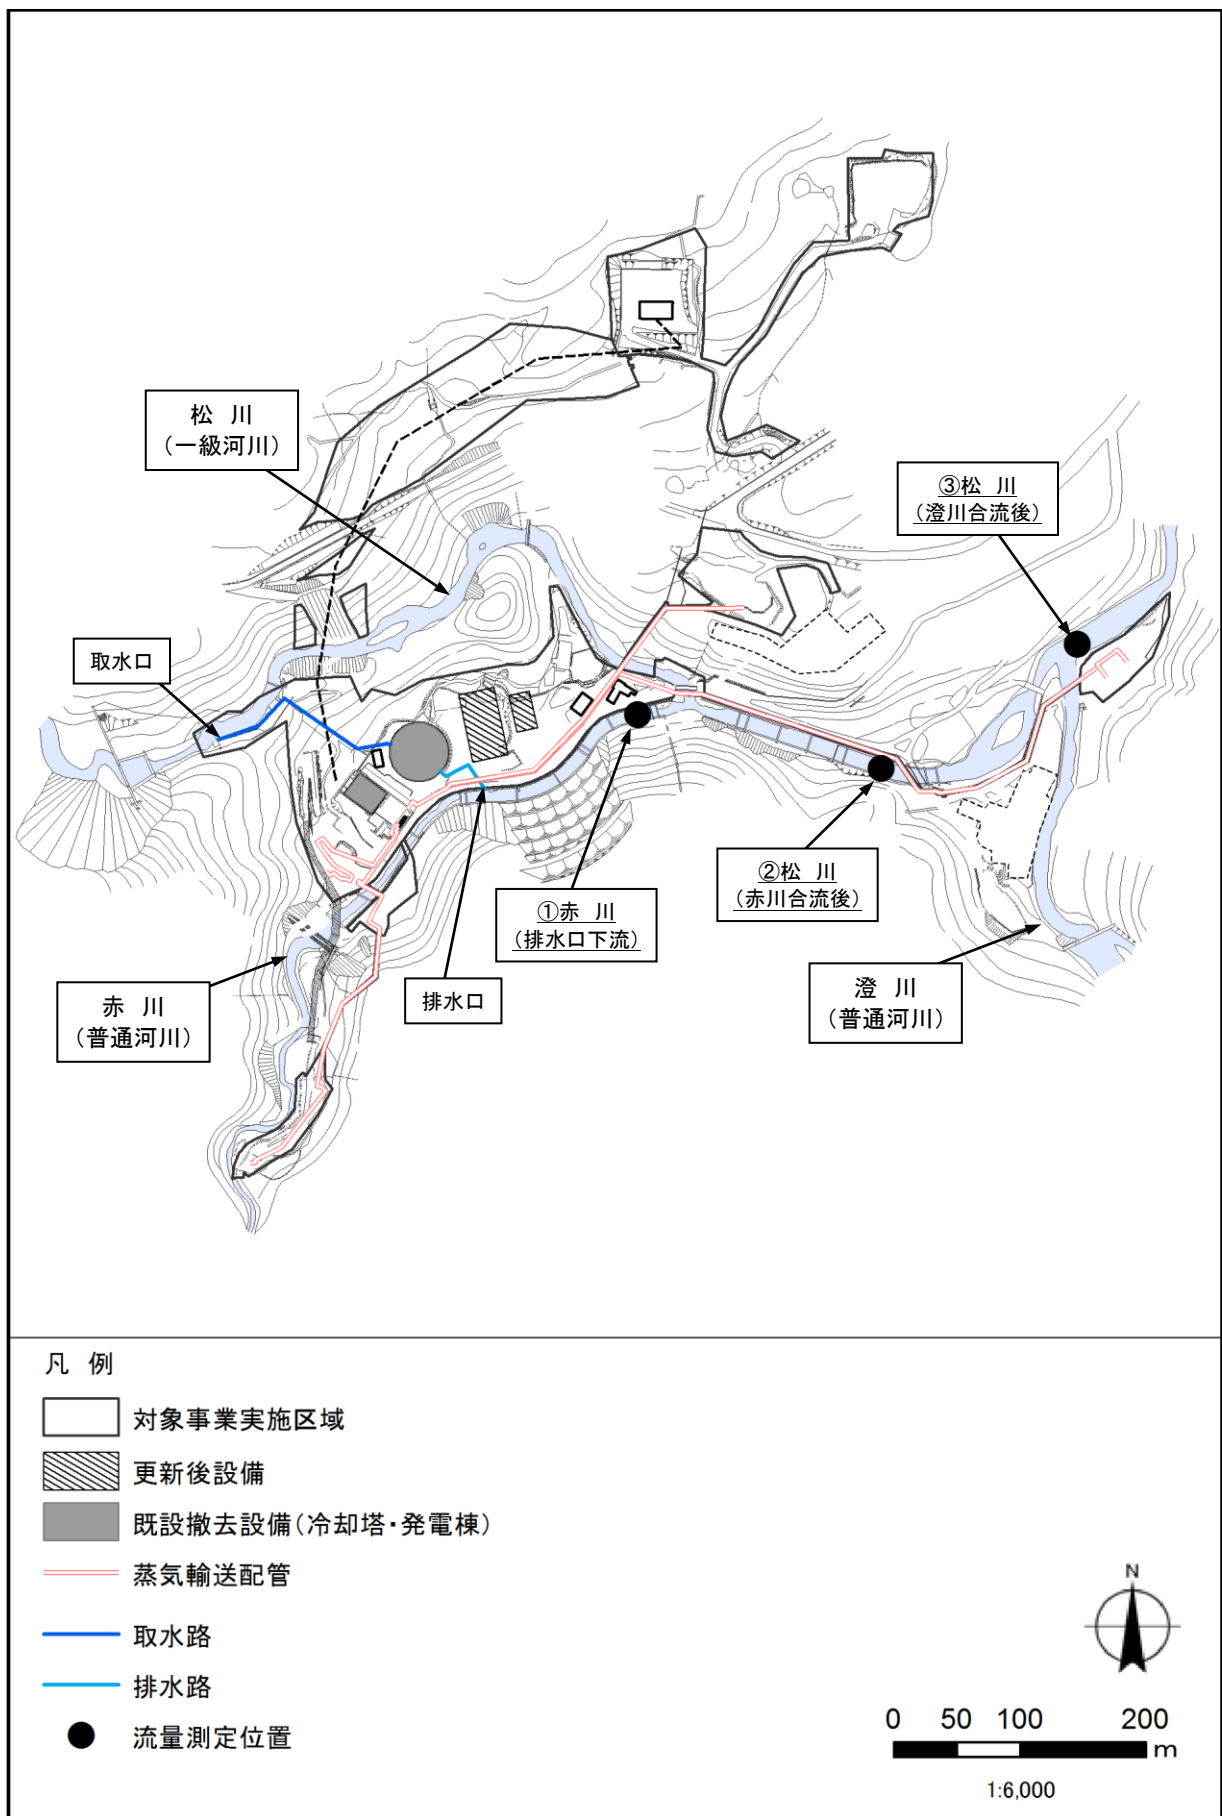 松 川
(一級河川)
③松 川
(澄川合流後)
取水口
②松 川
(赤川合流後)
①赤 川
(排水口下流)
排水口
澄 川
(普通河川)
赤 川
(普通河川)
凡 例
対象事業実施区域
更新後設備
既設撤去設備(冷却塔・発電棟)
蒸気輸送配管
取水路
排水路
流量測定位置
N
0 50 100 200
m
1:6,000